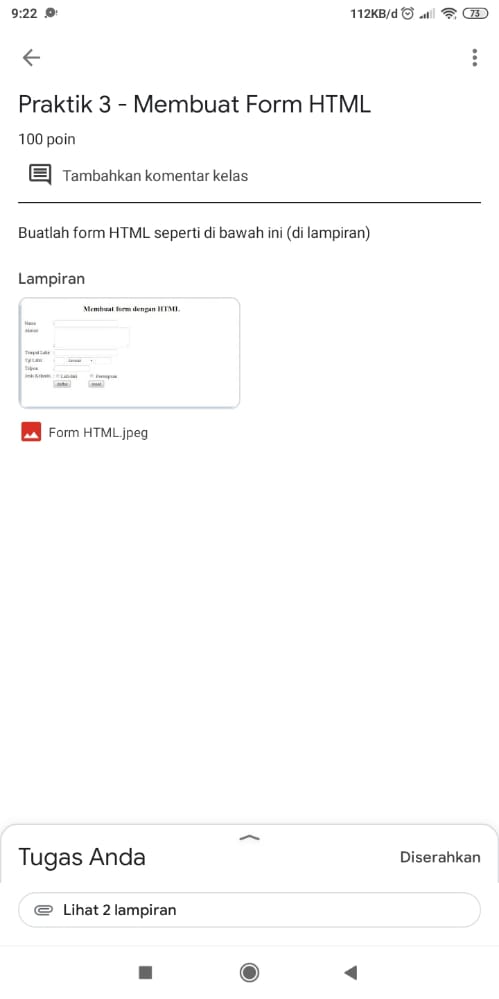 9:22
112KB/d
73
Praktik 3 - Membuat Form HTML
100 poin
Tambahkan komentar kelas
Buatlah form HTML seperti di bawah ini (di lampiran)
Lampiran
Membuat form dengan HTML
Nama
Alamat
Tempat Lahir
Tgl Lahir
Telpon
Jenis Kelamin
Laki-laki
Perempuan
Form HTML.jpeg
Tugas Anda
Diserahkan
Lihat 2 lampiran